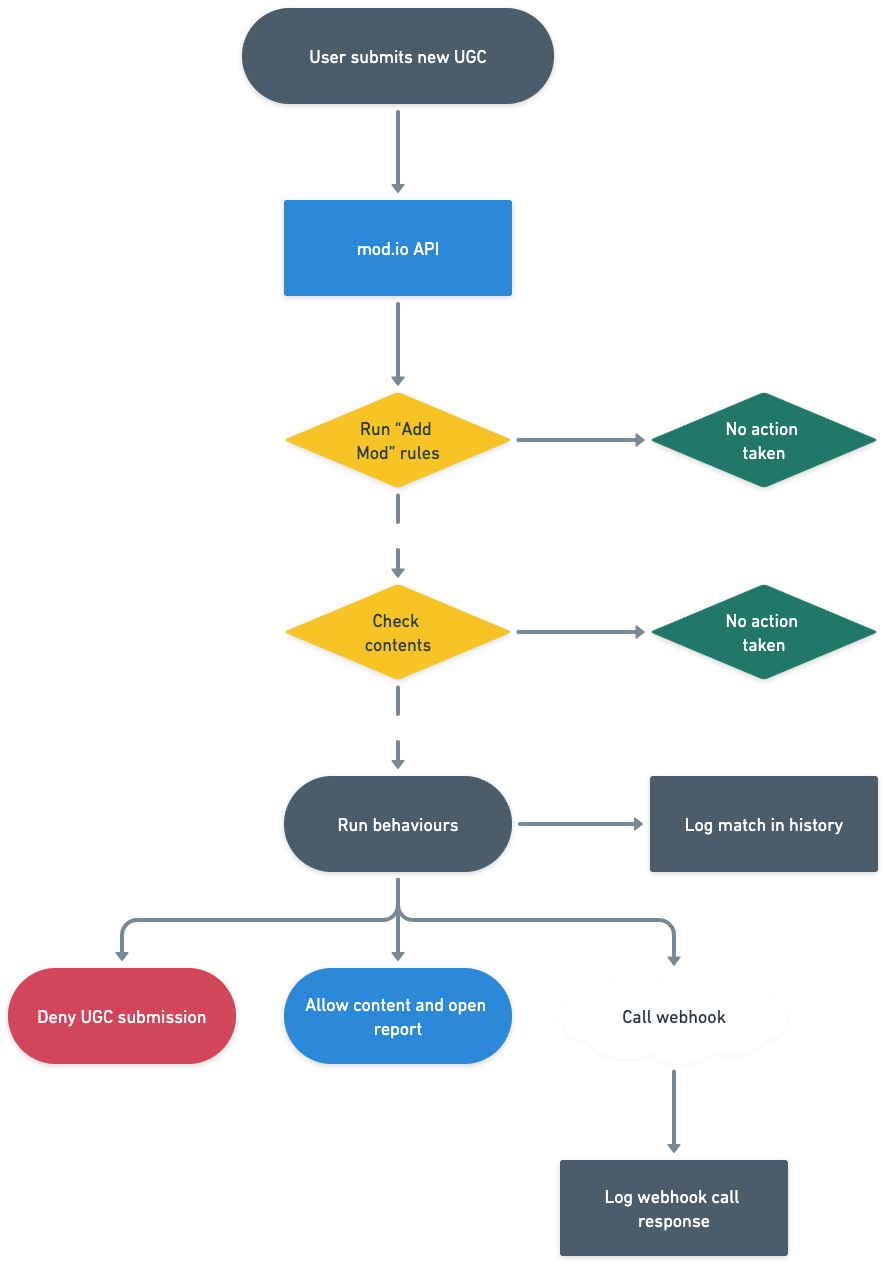 User submits new UGC
mod.io API
Run “Add
Mod” rules
No action
taken
Check
contents
No action
taken
Run behaviours
Log match in history
Deny UGC submission
Allow content and open
report
Call webhook
Log webhook call
response